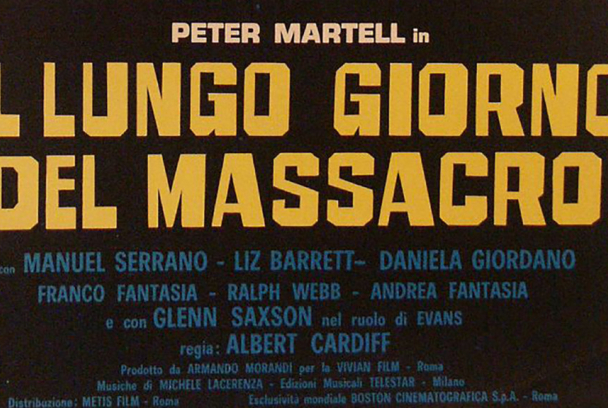 PETER MARTELL in
L LUNGO GIORNO
DEL MASSACRO
con MANUEL SERRANO - LIZ BARRETT- DANIELA GIORDANO
FRANCO FANTASIA - RALPH WEBB - ANDREA FANTASIA
e con GLENN SAXSON nel ruolo di EVANS
regia: ALBERT CARDIFF
Prodotto da ARMANDO MORANDI per la VIVIAN FILM - Roma
Musiche di MICHELE LACERENZA - Edizioni Musicali TELESTAR - Milano
Distribuzione: METIS FILM - Roma Esclusività mondiale BOSTON CINEMATOGRAFICA S.p.A. - Roma